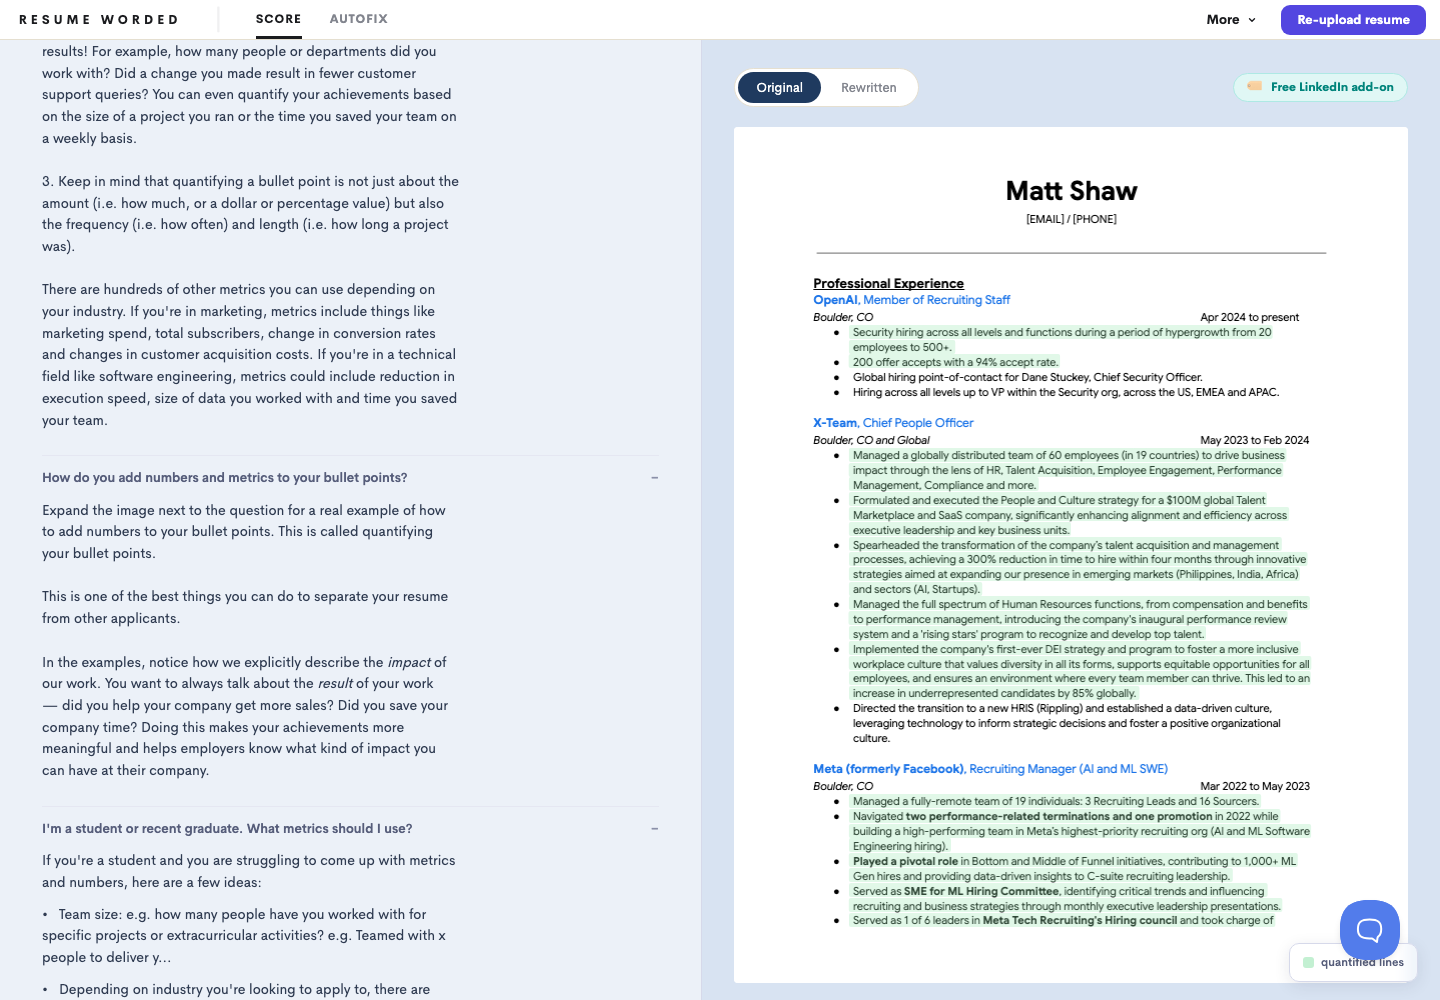 RESUME WORDED
SCORE
AUTOFIX
More
Re-upload resume
results! For example, how many people or departments did you
work with? Did a change you made result in fewer customer
support queries? You can even quantify your achievements based
on the size of a project you ran or the time you saved your team on
a weekly basis.
3. Keep in mind that quantifying a bullet point is not just about the
amount (i.e. how much, or a dollar or percentage value) but also
the frequency (i.e. how often) and length (i.e. how long a project
was).
There are hundreds of other metrics you can use depending on
your industry. If you're in marketing, metrics include things like
marketing spend, total subscribers, change in conversion rates
and changes in customer acquisition costs. If you're in a technical
field like software engineering, metrics could include reduction in
execution speed, size of data you worked with and time you saved
your team.
How do you add numbers and metrics to your bullet points?
–
Expand the image next to the question for a real example of how
to add numbers to your bullet points. This is called quantifying
your bullet points.
This is one of the best things you can do to separate your resume
from other applicants.
In the examples, notice how we explicitly describe the impact of
our work. You want to always talk about the result of your work
— did you help your company get more sales? Did you save your
company time? Doing this makes your achievements more
meaningful and helps employers know what kind of impact you
can have at their company.
I'm a student or recent graduate. What metrics should I use?
–
If you're a student and you are struggling to come up with metrics
and numbers, here are a few ideas:
• Team size: e.g. how many people have you worked with for
specific projects or extracurricular activities? e.g. Teamed with x
people to deliver y...
• Depending on industry you're looking to apply to, there are
Original
Rewritten
Free LinkedIn add-on
Matt Shaw
[EMAIL] / [PHONE]
Professional Experience
OpenAI, Member of Recruiting Staff
Boulder, CO
Apr 2024 to present
● Security hiring across all levels and functions during a period of hypergrowth from 20
employees to 500+.
● 200 offer accepts with a 94% accept rate.
● Global hiring point-of-contact for Dane Stuckey, Chief Security Officer.
● Hiring across all levels up to VP within the Security org, across the US, EMEA and APAC.
X-Team, Chief People Officer
Boulder, CO and Global
May 2023 to Feb 2024
● Managed a globally distributed team of 60 employees (in 19 countries) to drive business
impact through the lens of HR, Talent Acquisition, Employee Engagement, Performance
Management, Compliance and more.
● Formulated and executed the People and Culture strategy for a $100M global Talent
Marketplace and SaaS company, significantly enhancing alignment and efficiency across
executive leadership and key business units.
● Spearheaded the transformation of the company's talent acquisition and management
processes, achieving a 300% reduction in time to hire within four months through innovative
strategies aimed at expanding our presence in emerging markets (Philippines, India, Africa)
and sectors (AI, Startups).
● Managed the full spectrum of Human Resources functions, from compensation and benefits
to performance management, introducing the company's inaugural performance review
system and a 'rising stars' program to recognize and develop top talent.
● Implemented the company's first-ever DEI strategy and program to foster a more inclusive
workplace culture that values diversity in all its forms, supports equitable opportunities for all
employees, and ensures an environment where every team member can thrive. This led to an
increase in underrepresented candidates by 85% globally.
● Directed the transition to a new HRIS (Rippling) and established a data-driven culture,
leveraging technology to inform strategic decisions and foster a positive organizational
culture.
Meta (formerly Facebook), Recruiting Manager (AI and ML SWE)
Boulder, CO
Mar 2022 to May 2023
● Managed a fully-remote team of 19 individuals: 3 Recruiting Leads and 16 Sourcers.
● Navigated two performance-related terminations and one promotion in 2022 while
building a high-performing team in Meta's highest-priority recruiting org (AI and ML Software
Engineering hiring).
● Played a pivotal role in Bottom and Middle of Funnel initiatives, contributing to 1,000+ ML
Gen hires and providing data-driven insights to C-suite recruiting leadership.
● Served as SME for ML Hiring Committee, identifying critical trends and influencing
recruiting and business strategies through monthly executive leadership presentations.
● Served as 1 of 6 leaders in Meta Tech Recruiting's Hiring council and took charge of
quantified lines